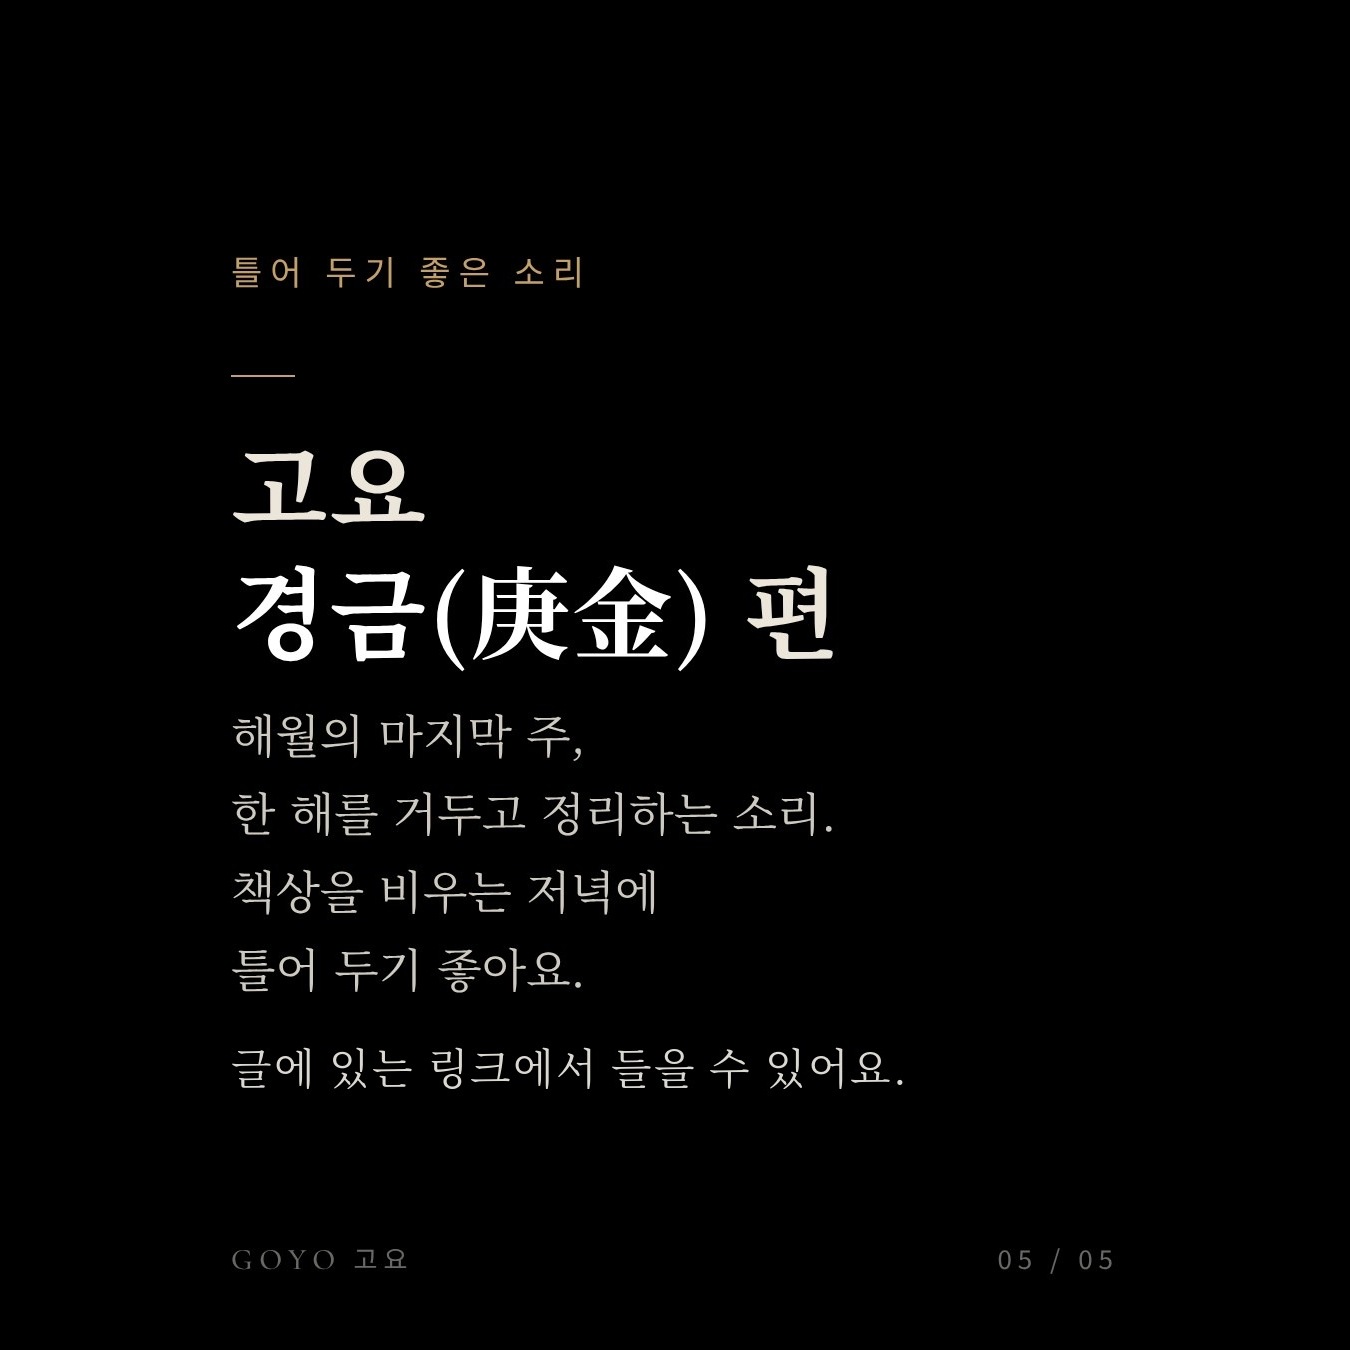 틀어 두기 좋은 소리
고요
경금(庚金) 편
해월의 마지막 주,
한 해를 거두고 정리하는 소리.
책상을 비우는 저녁에
틀어 두기 좋아요.
글에 있는 링크에서 들을 수 있어요.
GOYO 고요
05 / 05